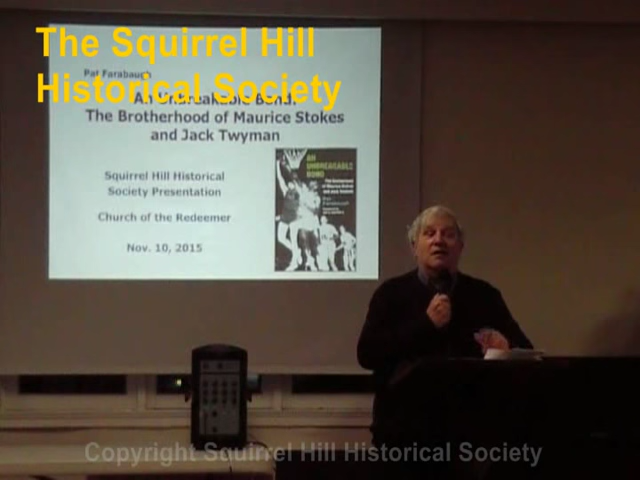 The Squirrel Hill
Historical Society
Pat Farabaugh
An Unbreakable Bond:
The Brotherhood of Maurice Stokes
and Jack Twyman
Squirrel Hill Historical
Society Presentation
Church of the Redeemer
Nov. 10, 2015
AN
UNBREAKABLE
BOND
Copyright Squirrel Hill Historical Society